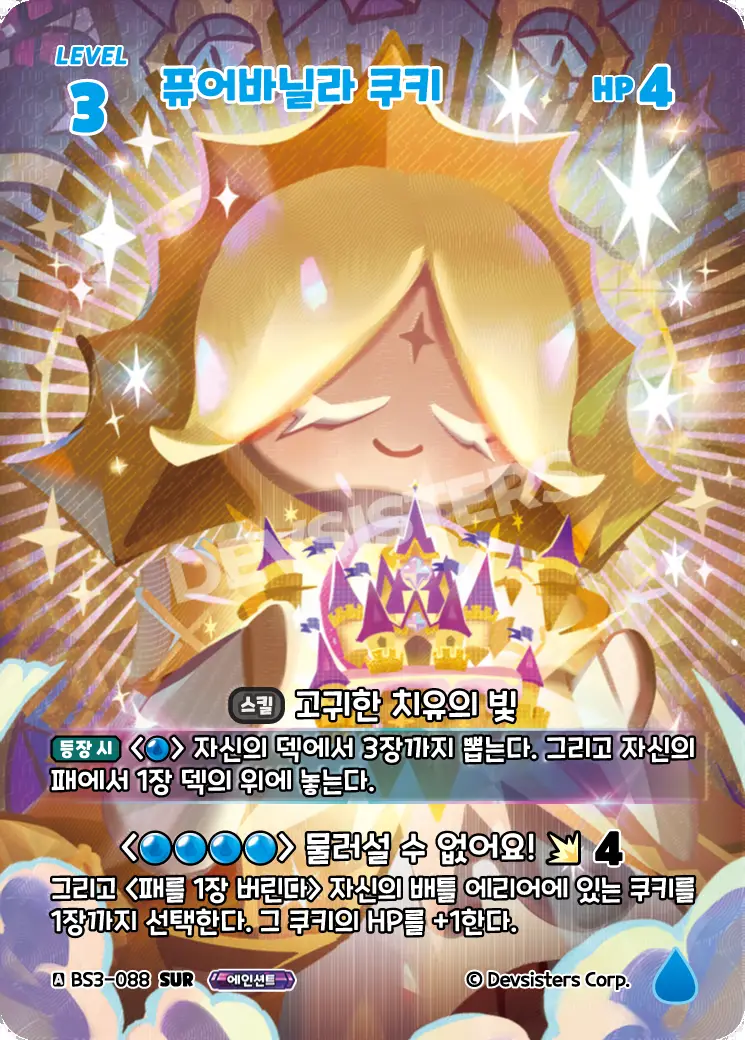 LEVEL
3
퓨어바닐라 쿠키
HP 4
DEVSISTERS
스킬 고귀한 치유의 빛
등장 시 < > 자신의 덱에서 3장까지 뽑는다. 그리고 자신의
패에서 1장 덱의 위에 놓는다.
< > 물러설 수 없어요! 4
그리고 <패를 1장 버린다> 자신의 배틀 에리어에 있는 쿠키를
1장까지 선택한다. 그 쿠키의 HP를 +1한다.
A BS3-088 SUR 에인션트 © Devsisters Corp.